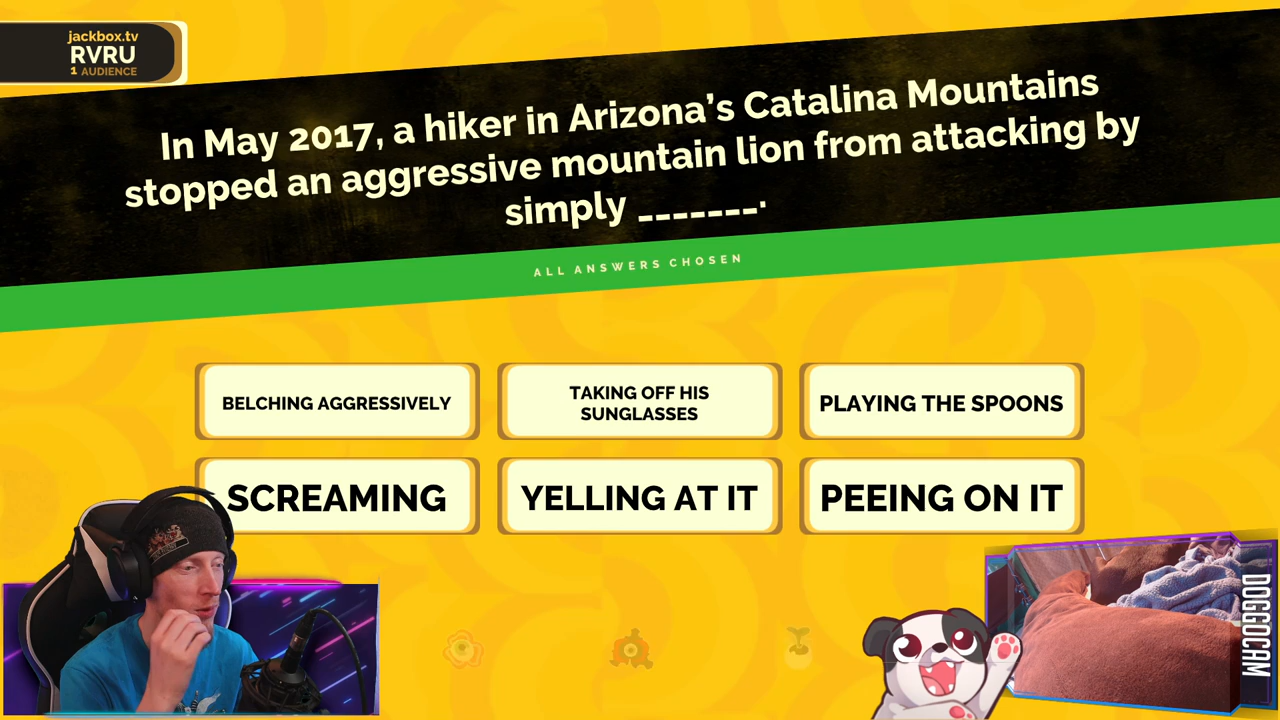 jackbox.tv
RVRU
1 AUDIENCE
In May 2017, a hiker in Arizona's Catalina Mountains
stopped an aggressive mountain lion from attacking by
simply _______.
ALL ANSWERS CHOSEN
BELCHING AGGRESSIVELY
TAKING OFF HIS
SUNGLASSES
PLAYING THE SPOONS
SCREAMING
YELLING AT IT
PEEING ON IT
DOGGOCAM